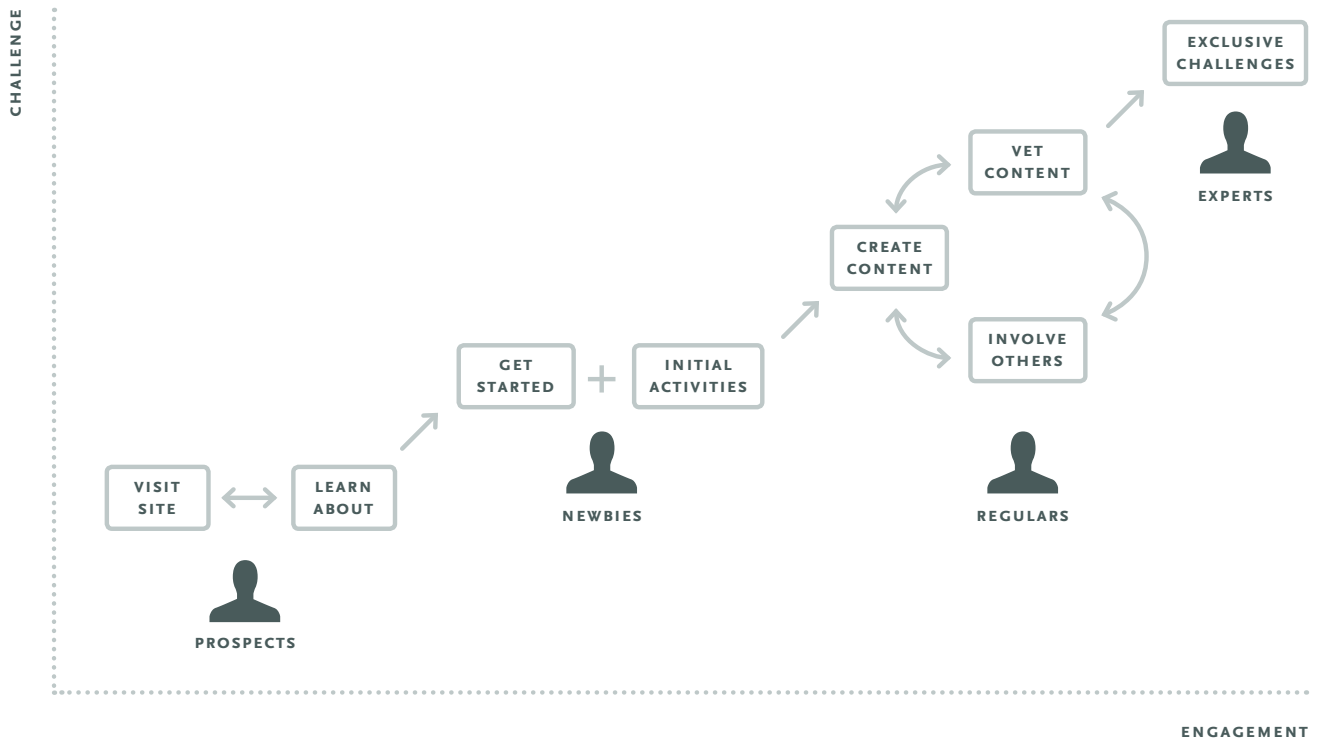 CHALLENGE
EXCLUSIVE
CHALLENGES
EXPERTS
VET
CONTENT
CREATE
CONTENT
INVOLVE
OTHERS
REGULARS
GET
STARTED
INITIAL
ACTIVITIES
NEWBIES
VISIT
SITE
LEARN
ABOUT
PROSPECTS
ENGAGEMENT